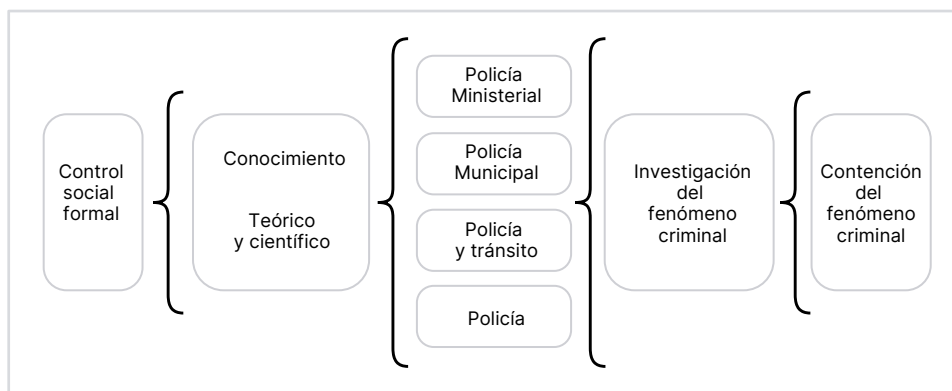 Control
social
formal
Conocimiento
Teórico
y científico
Policía
Ministerial
Policía
Municipal
Policía
y tránsito
Policía
Investigación
del
fenómeno
criminal
Contención
del
fenómeno
criminal